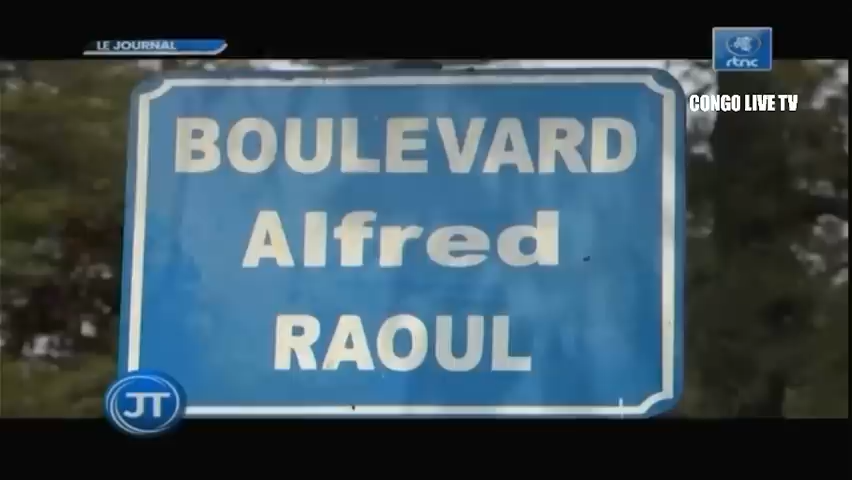 LE JOURNAL
rtnc
CONGO LIVE TV
BOULEVARD
Alfred
RAOUL
JT